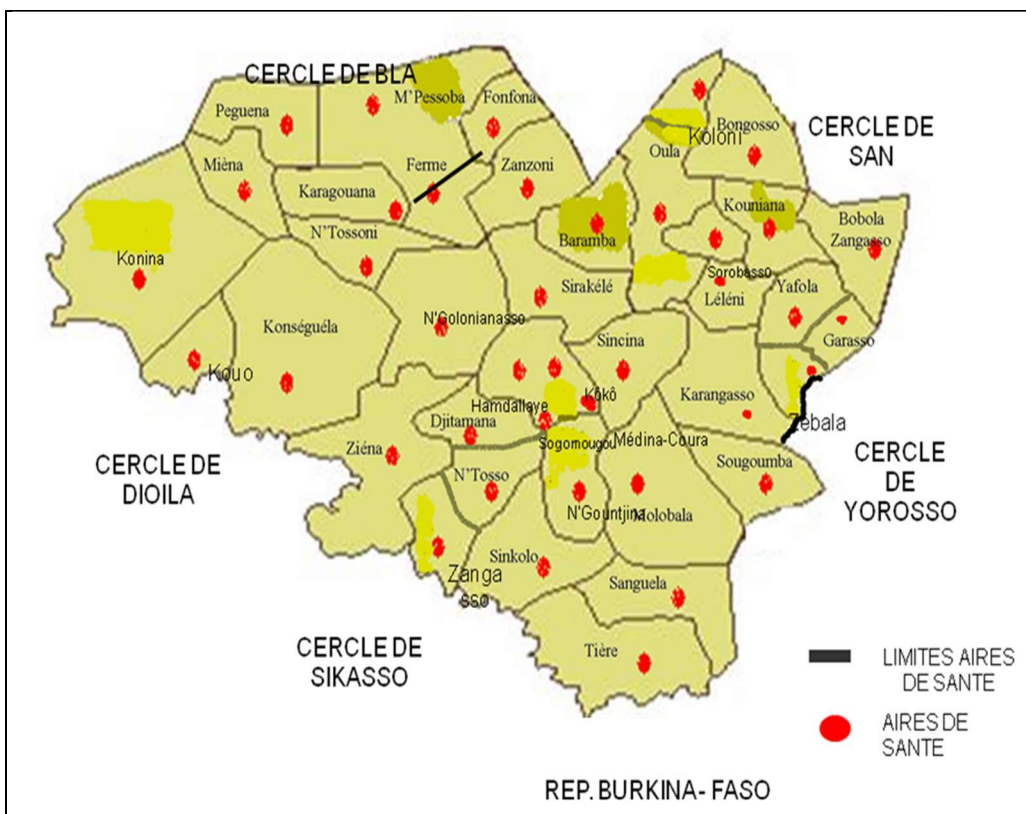 CERCLE DE BLA
M'Pessoba
Fonfona
Peguena
Bongosso
Koloni
CERCLE DE
SAN
Oula
Mièna
Ferme
Zanzoni
Karagouana
Kouniana
Bobola
Zangasso
Baramba
N'Tossoni
Konina
Sorobasso
Sirakélé
Léléni
Yafola
N'Golonianasso
Konséguéla
Sincina
Garasso
Kouo
Karangasso
Kôkô
Hamdallaye
Djitamana
Zebala
Sogomougou
Médina-Coura
Ziéna
CERCLE DE
DIOILA
N'Tosso
Sougoumba
CERCLE
DE
YOROSSO
N'Gountjina
Molobala
Sinkolo
Zanga
sso
Sanguela
CERCLE DE
SIKASSO
Tière
LIMITES AIRES
DE SANTE
AIRES DE
SANTE
REP. BURKINA- FASO